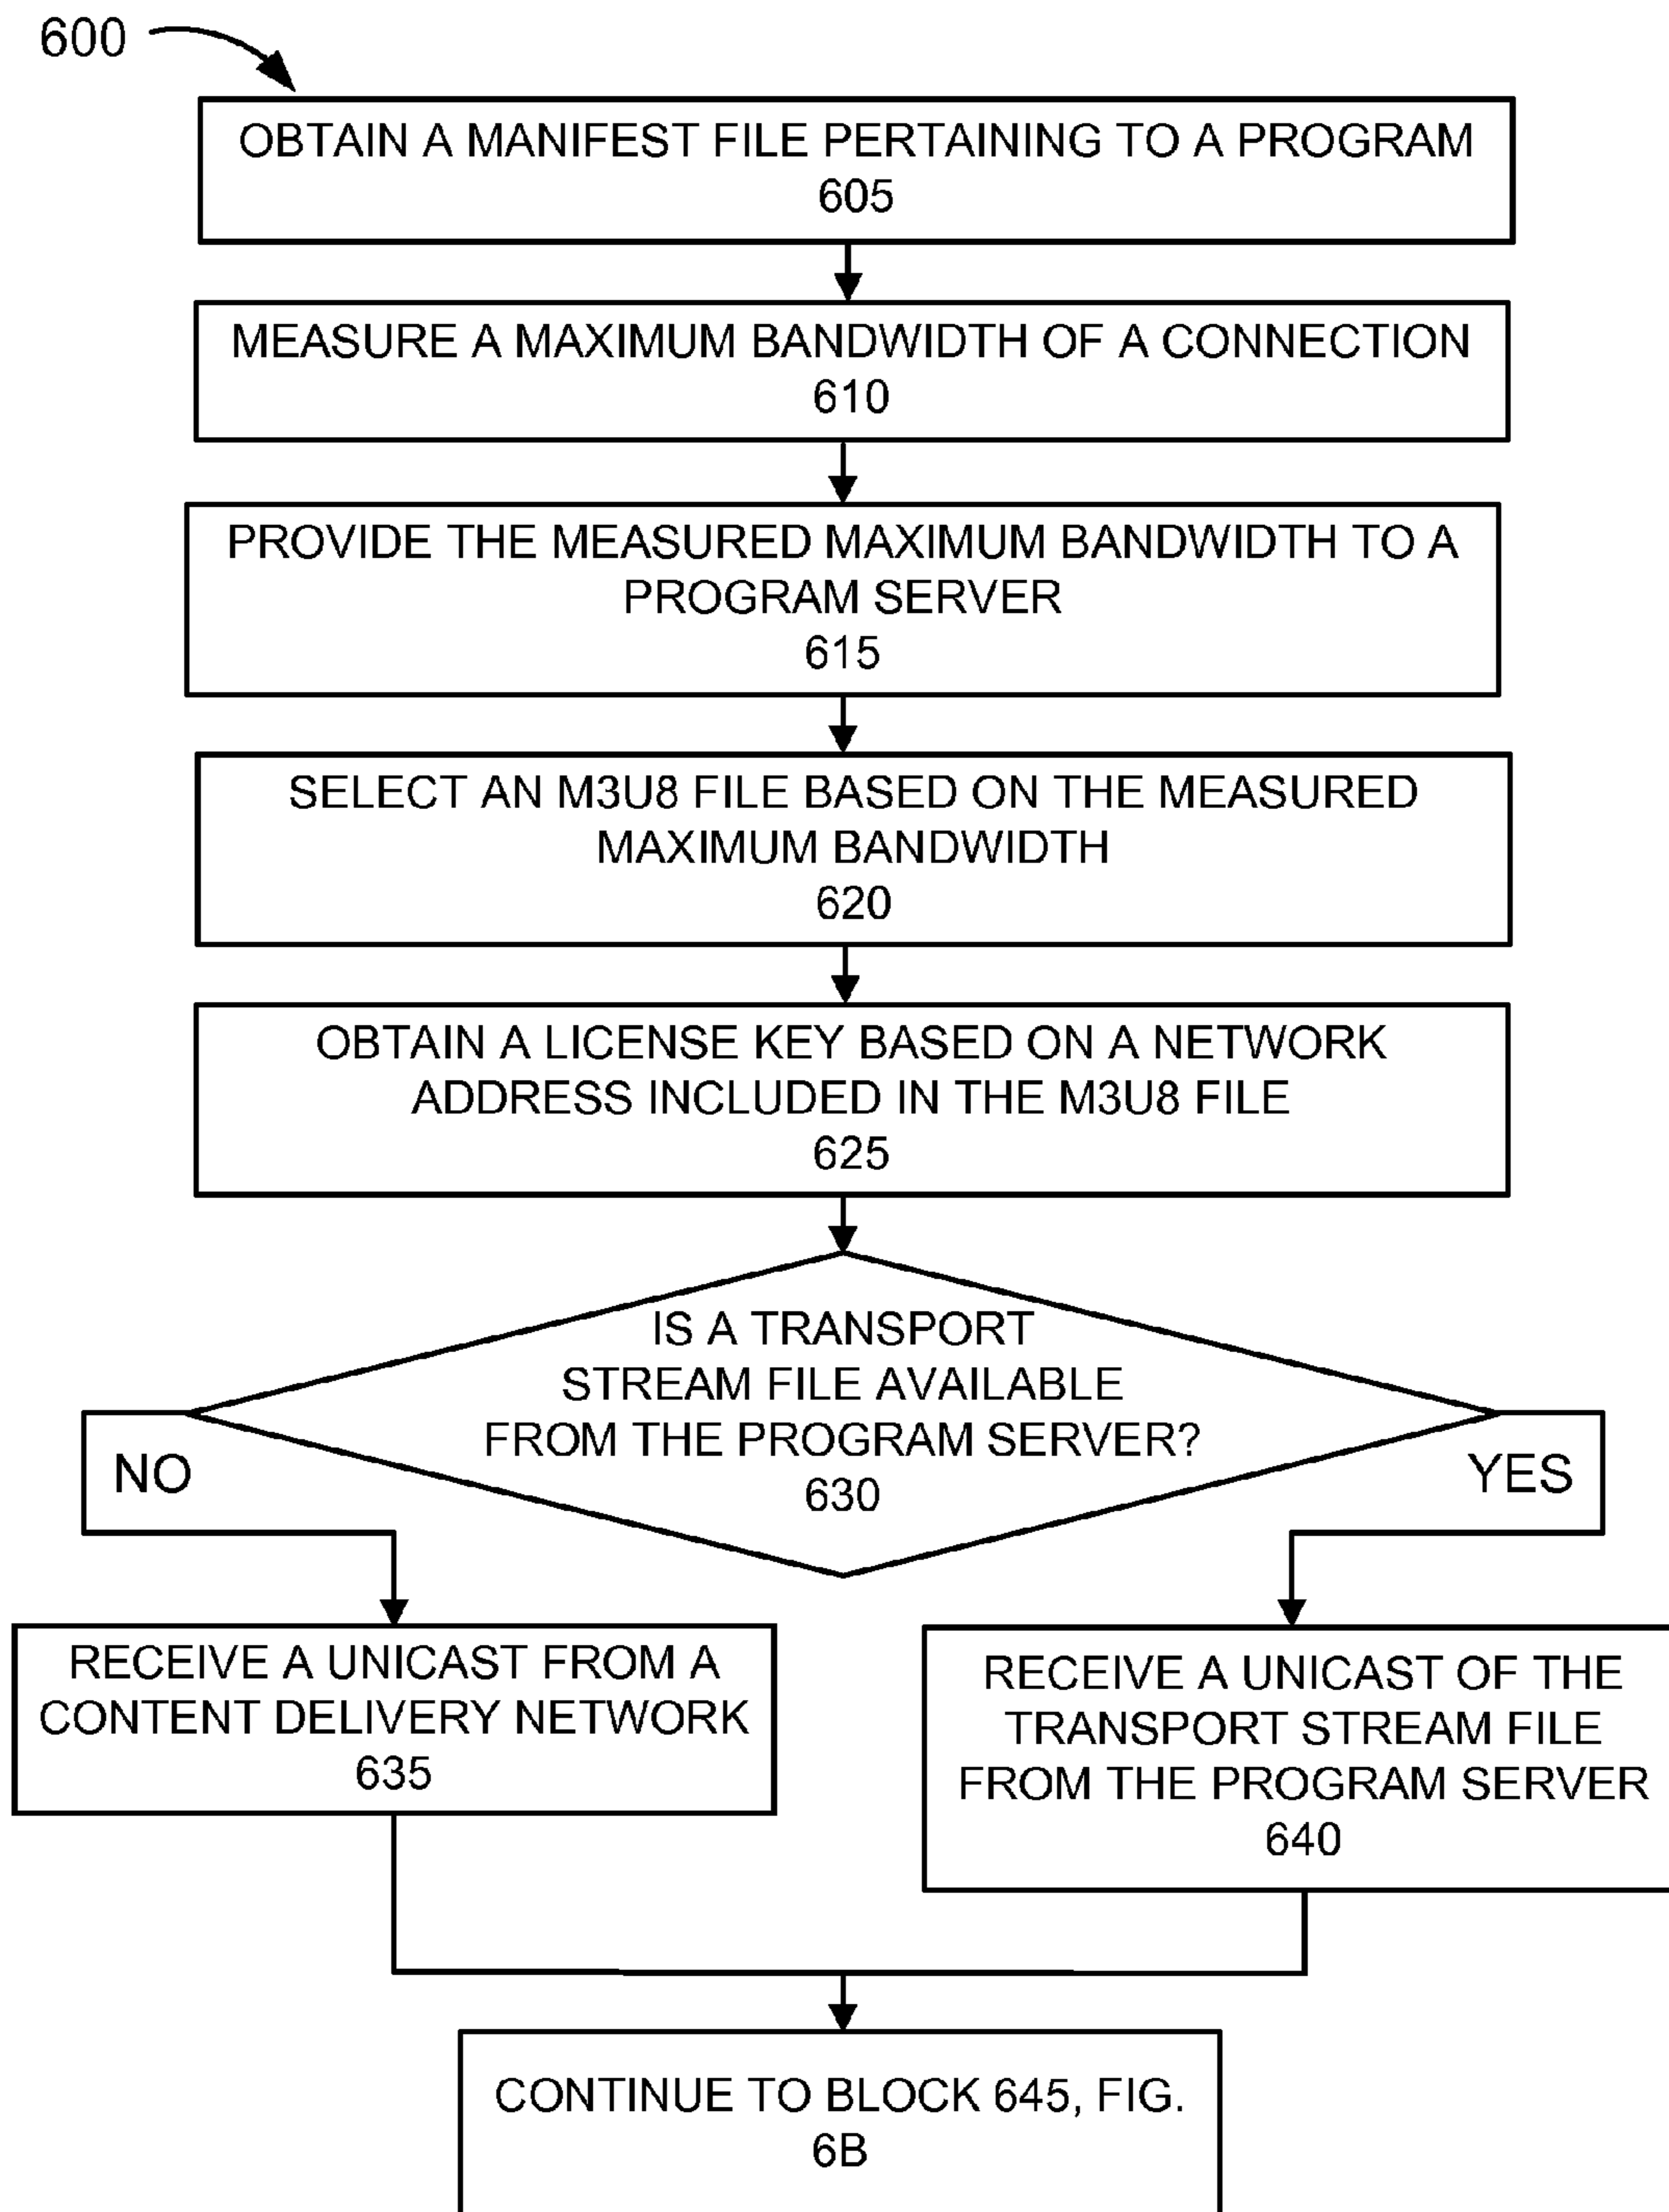 600
OBTAIN A MANIFEST FILE PERTAINING TO A PROGRAM
605
MEASURE A MAXIMUM BANDWIDTH OF A CONNECTION
610
PROVIDE THE MEASURED MAXIMUM BANDWIDTH TO A
PROGRAM SERVER
615
SELECT AN M3U8 FILE BASED ON THE MEASURED
MAXIMUM BANDWIDTH
620
OBTAIN A LICENSE KEY BASED ON A NETWORK
ADDRESS INCLUDED IN THE M3U8 FILE
625
IS A TRANSPORT
STREAM FILE AVAILABLE
FROM THE PROGRAM SERVER?
630
NO
YES
RECEIVE A UNICAST FROM A
CONTENT DELIVERY NETWORK
635
RECEIVE A UNICAST OF THE
TRANSPORT STREAM FILE
FROM THE PROGRAM SERVER
640
CONTINUE TO BLOCK 645, FIG.
6B